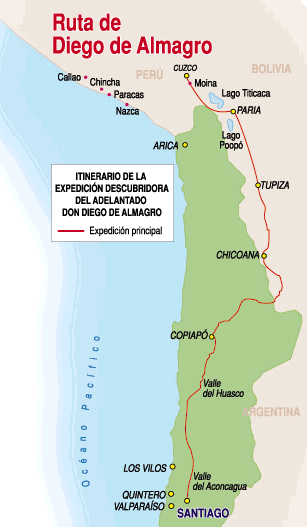 Ruta de
Diego de Almagro
PERÚ
BOLIVIA
CUZCO
Callao
Chincha
Moina
Paracas
Lago Titicaca
Nazca
PARIA
Lago
Poopó
ARICA
ITINERARIO DE LA
EXPEDICIÓN DESCUBRIDORA
DEL ADELANTADO
DON DIEGO DE ALMAGRO
Expedición principal
TUPIZA
CHICOANA
COPIAPÓ
Océano Pacífico
Valle
del Huasco
ARGENTINA
LOS VILOS
Valle
del Aconcagua
QUINTERO
VALPARAÍSO
SANTIAGO